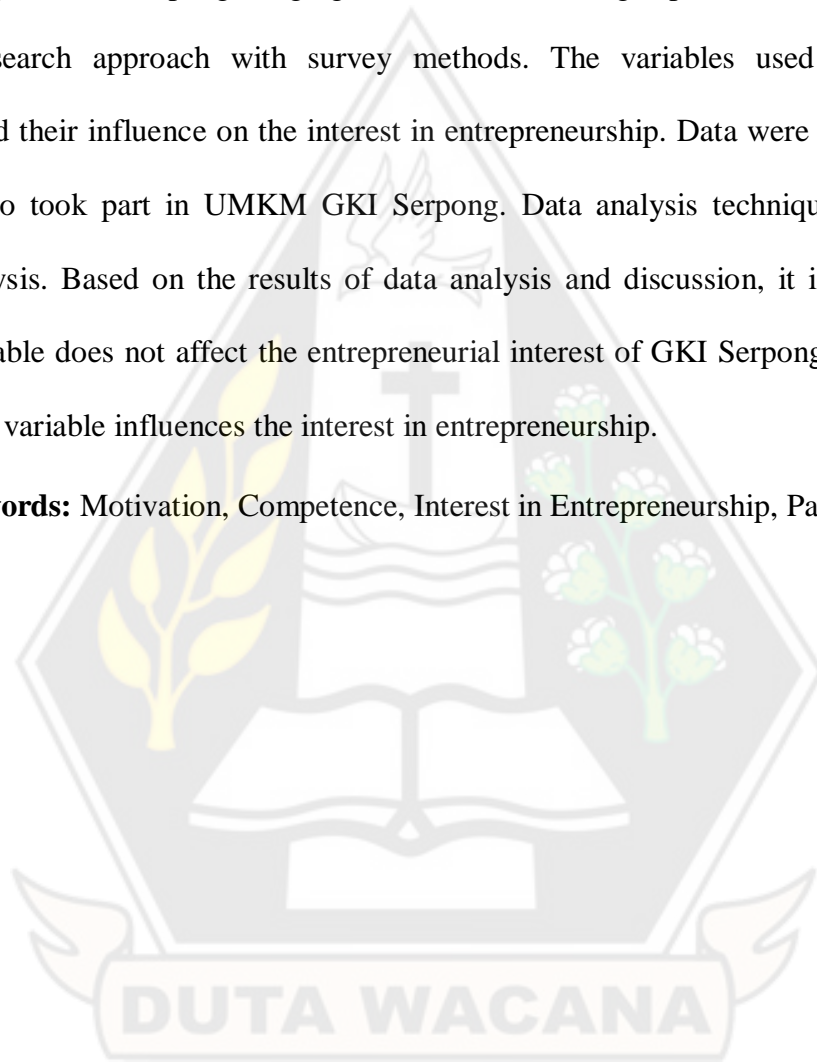 search approach with survey methods. The variables used
d their influence on the interest in entrepreneurship. Data were
o took part in UMKM GKI Serpong. Data analysis techniqu
ysis. Based on the results of data analysis and discussion, it i
able does not affect the entrepreneurial interest of GKI Serpong
variable influences the interest in entrepreneurship.
ords: Motivation, Competence, Interest in Entrepreneurship, Pa
DUTA WACANA